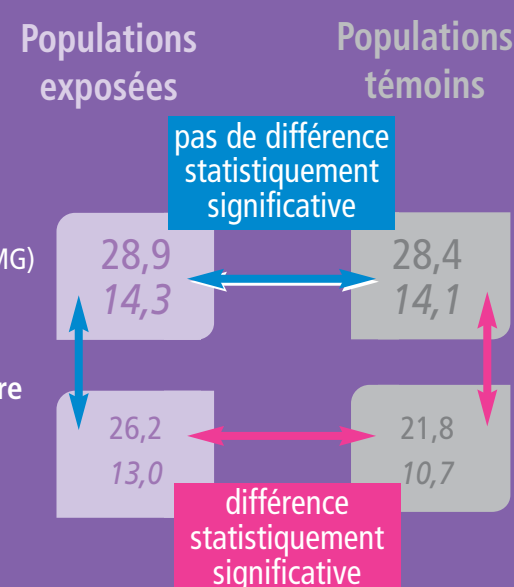 Populations
exposées
Populations
témoins
pas de différence
statistiquement
significative
MG)
28,9
14,3
28,4
14,1
re
26,2
13,0
21,8
10,7
différence
statistiquement
significative